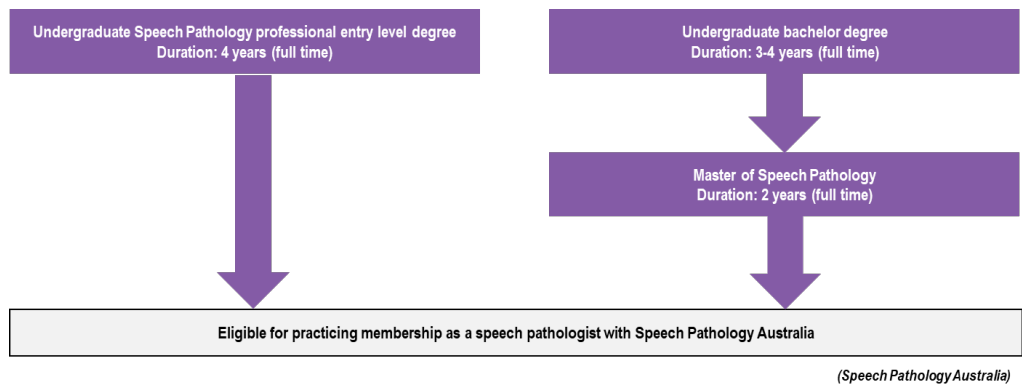 Undergraduate Speech Pathology professional entry level degree
Duration: 4 years (full time)
Undergraduate bachelor degree
Duration: 3-4 years (full time)
Master of Speech Pathology
Duration: 2 years (full time)
Eligible for practicing membership as a speech pathologist with Speech Pathology Australia
(Speech Pathology Australia)